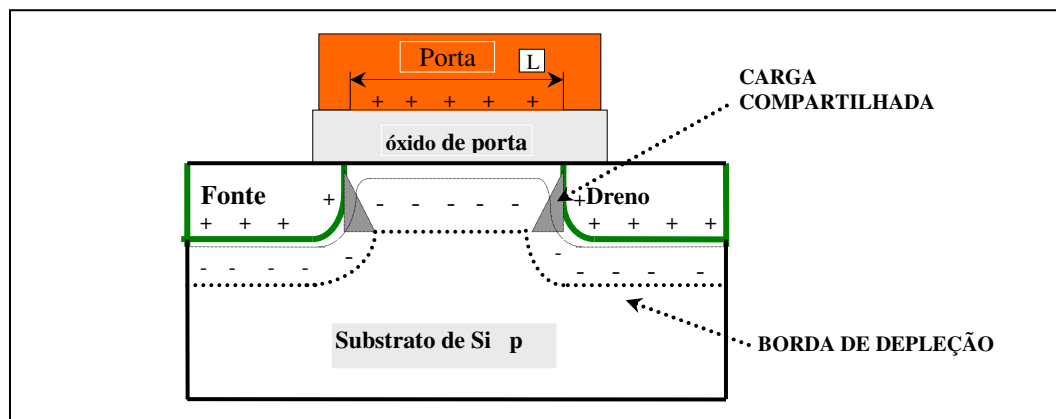 Porta
L
+ + + + +
CARGA
COMPARTILHADA
óxido de porta
Fonte
+
+Dreno
+ + +
- - - - -
+ + + +
- - - -
-
-
- - - -
Substrato de Si p
BORDA DE DEPLEÇÃO